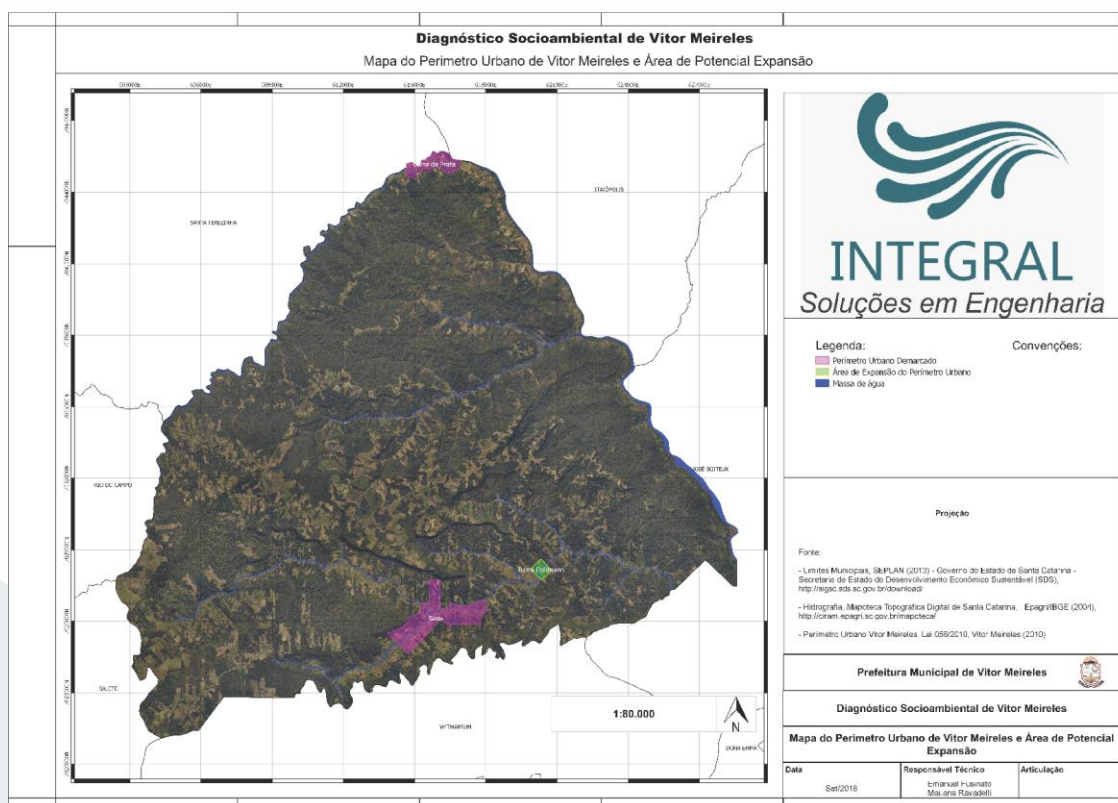 Diagnóstico Socioambiental de Vitor Meireles
Mapa do Perimetro Urbano de Vitor Meireles e Área de Potencial Expansão
Barra da Prata
ITAIÓPOLIS
SANTA TEREZINHA
JOSÉ BOITEUX
RIO DO CAMPO
Sede
SALETE
WITMARSUM
DONA EMMA
1:80.000
N
INTEGRAL
Soluções em Engenharia
Legenda:
Perímetro Urbano Demarcado
Área de Expansão do Perímetro Urbano
Massa de água
Convenções:
Projeção
Fonte:
- Limites Municipais, SEPLAN (2013) - Governo do Estado de Santa Catarina -
Secretaria de Estado do Desenvolvimento Econômico Sustentável (SDS),
http://sigsc.sds.sc.gov.br/download/
- Hidrografia, Mapoteca Topográfica Digital de Santa Catarina, Epagri/IBGE (2004),
http://ciram.epagri.sc.gov.br/mapoteca/
- Perimetro Urbano Vitor Meireles, Lei 058/2010, Vitor Meireles (2010)
Prefeitura Municipal de Vitor Meireles
Diagnóstico Socioambiental de Vitor Meireles
Mapa do Perimetro Urbano de Vitor Meireles e Área de Potencial
Expansão
Data
Set/2018
Responsável Técnico
Emanuel Fusinato
Mauana Ravadelli
Articulação